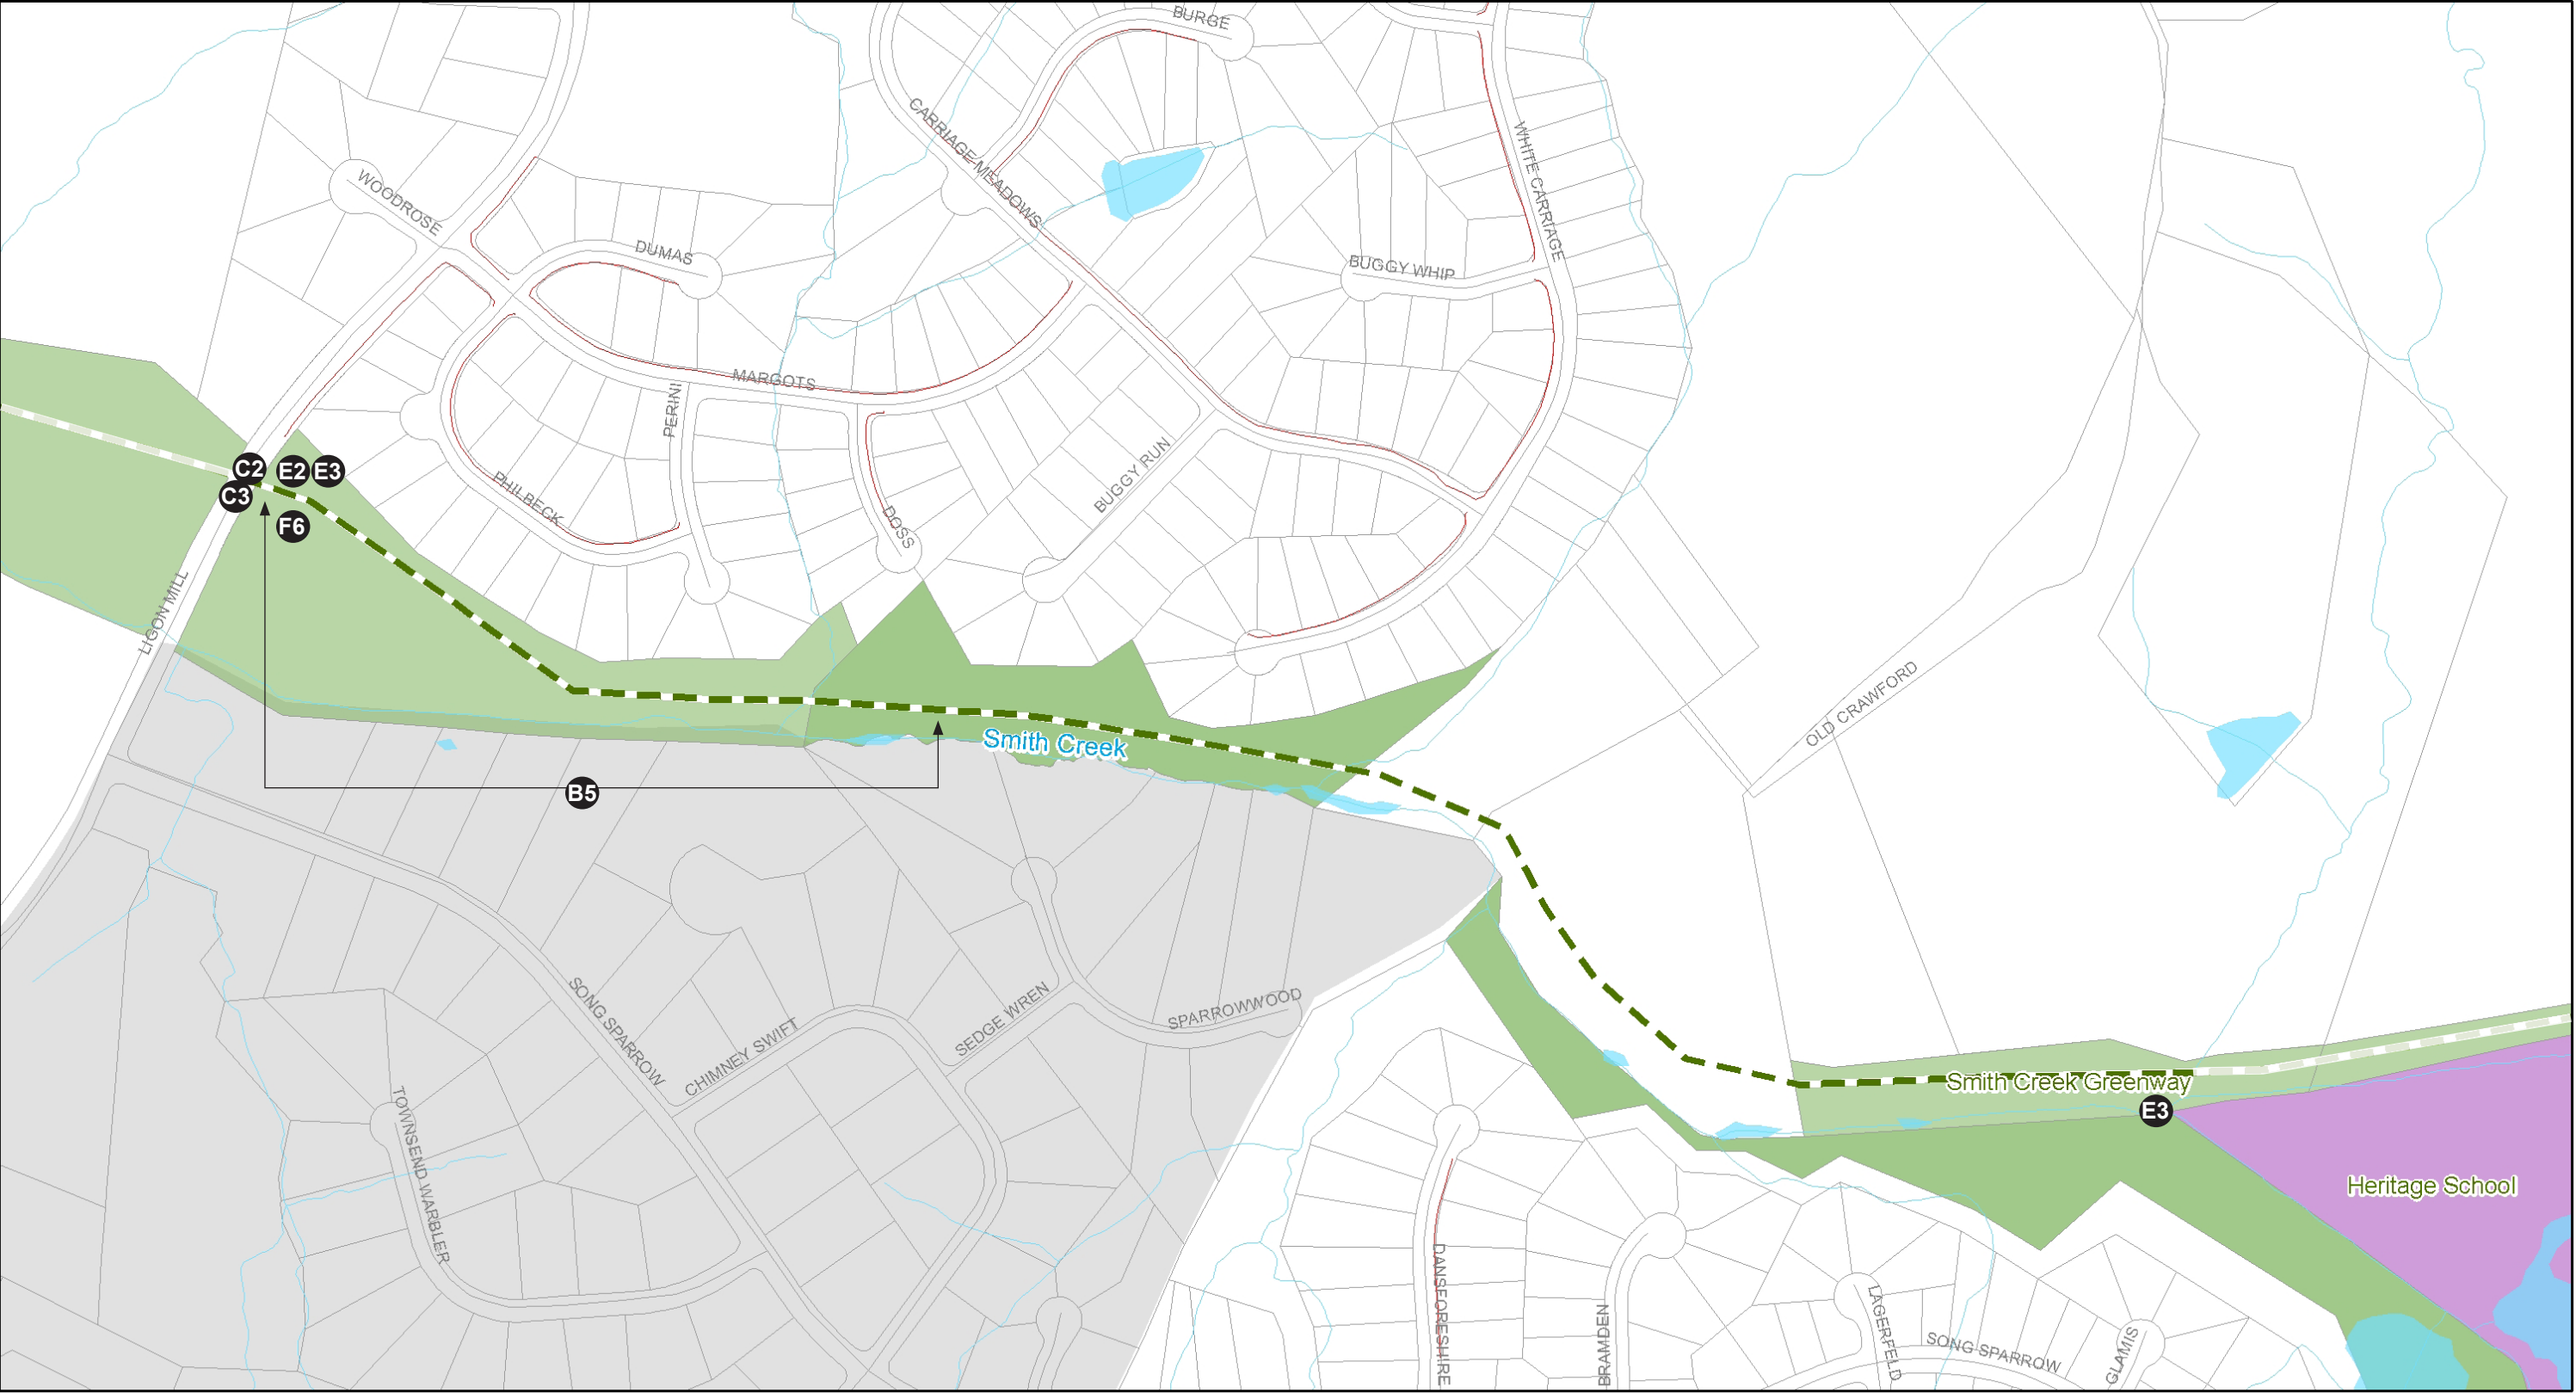 BURGE
CARRIAGE MEADOWS
WHITE CARRIAGE
WOODROSE
DUMAS
BUGGY WHIP
MARGOTS
PERINI
BUGGY RUN
C2
E2
E3
C3
F6
PHILBECK
DOSS
LIGON MILL
OLD CRAWFORD
Smith Creek
B5
SONG SPARROW
CHIMNEY SWIFT
SEDGE WREN
SPARROWWOOD
Smith Creek Greenway
E3
TOWNSEND WARBLER
Heritage School
DANSFORESHIRE
BRAMDEN
LAGERFELD
SONG SPARROW
GLAMIS